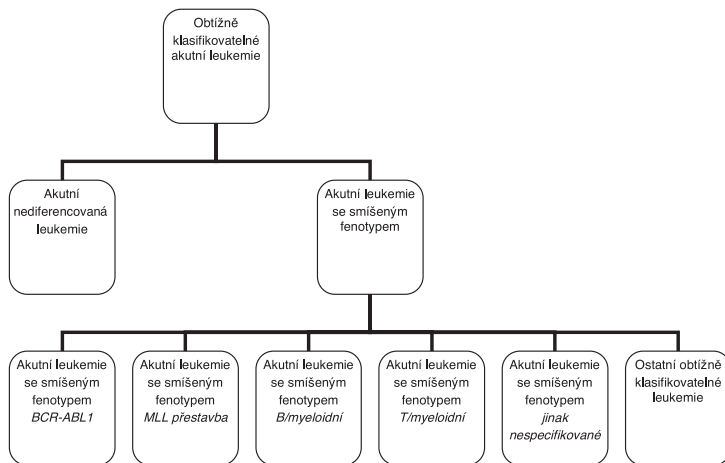 Obtížně
klasifikovatelné
akutní leukemie
Akutní
nediferencovaná
leukemie
Akutní leukemie
se smíšeným
fenotypem
Akutní leukemie
se smíšeným
fenotypem
BCR-ABL1
Akutní leukemie
se smíšeným
fenotypem
MLL přestavba
Akutní leukemie
se smíšeným
fenotypem
B/myeloidní
Akutní leukemie
se smíšeným
fenotypem
T/myeloidní
Akutní leukemie
se smíšeným
fenotypem
jinak
nespecifikované
Ostatní obtížně
klasifikovatelné
leukemie